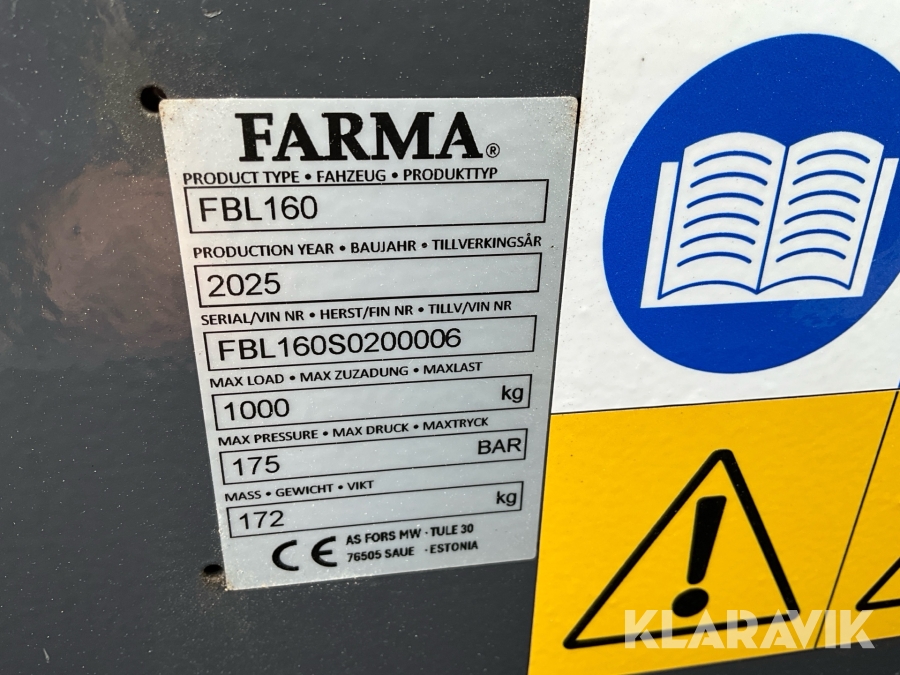 FARMA®
PRODUCT TYPE • FAHZEUG • PRODUKTTYP
FBL160
PRODUCTION YEAR • BAUJAHR • TILLVERKINGSÅR
2025
SERIAL/VIN NR • HERST/FIN NR • TILLV/VIN NR
FBL160S0200006
MAX LOAD • MAX ZUZADUNG • MAXLAST
1000 kg
MAX PRESSURE • MAX DRUCK • MAXTRYCK
175 BAR
MASS • GEWICHT • VIKT
172 kg
CE AS FORS MW · TULE 30
76505 SAUE · ESTONIA
KLARAVIK